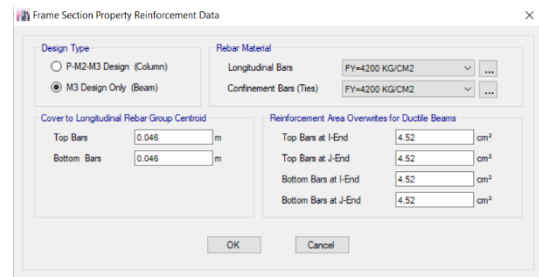 Frame Section Property Reinforcement Data
Design Type
P-M2-M3 Design (Column)
M3 Design Only (Beam)
Rebar Material
Longitudinal Bars FY=4200 KG/CM2 ...
Confinement Bars (Ties) FY=4200 KG/CM2 ...
Cover to Longitudinal Rebar Group Centroid
Top Bars 0.046 m
Bottom Bars 0.046 m
Reinforcement Area Overwrites for Ductile Beams
Top Bars at I-End 4.52 cm²
Top Bars at J-End 4.52 cm²
Bottom Bars at I-End 4.52 cm²
Bottom Bars at J-End 4.52 cm²
OK Cancel